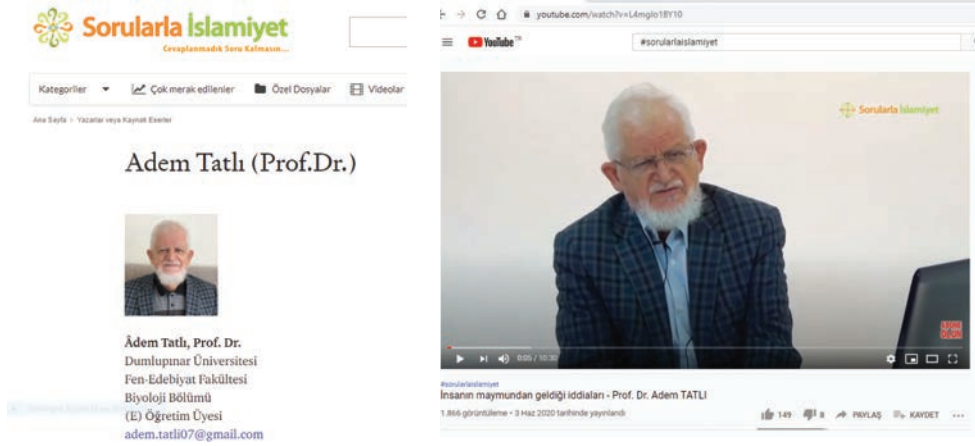 Sorularla İslamiyet
Cevaplanmadık Soru Kalmasın...
Kategoriler
Çok merak edilenler
Özel Dosyalar
Videolar
Ana Sayfa > Yazarlar veya Kaynak Eserler
Adem Tatlı (Prof.Dr.)
Âdem Tatlı, Prof. Dr.
Dumlupınar Üniversitesi
Fen-Edebiyat Fakültesi
Biyoloji Bölümü
(E) Öğretim Üyesi
adem.tatli07@gmail.com
youtube.com/watch?v=L4mglo18Y10
YouTube TR
#sorularlaislamiyet
Sorularla İslamiyet
ABONE OLUN
0:05 / 10:30
#sorularlaislamiyet
İnsanın maymundan geldiği iddiaları - Prof. Dr. Adem TATLI
1.866 görüntüleme • 3 Haz 2020 tarihinde yayınlandı
149
8
PAYLAŞ
KAYDET